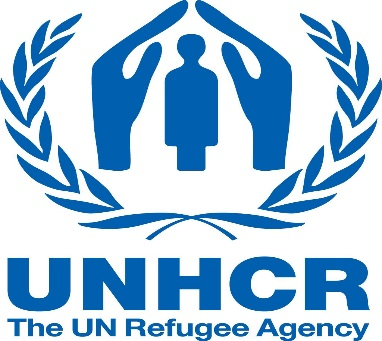 UNHCR
The UN Refugee Agency